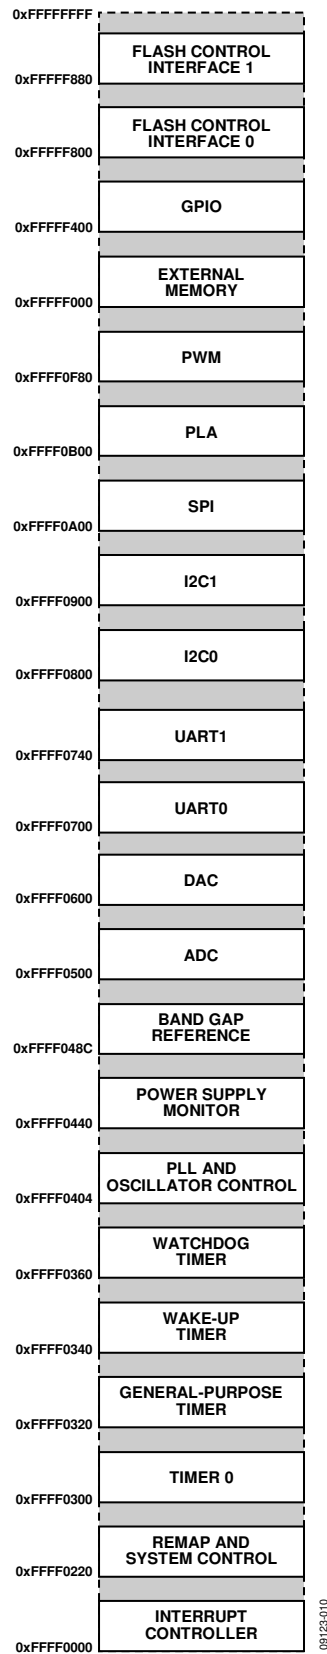 0xFFFFFFFF
FLASH CONTROL
INTERFACE 1
0xFFFFF880
FLASH CONTROL
INTERFACE 0
0xFFFFF800
GPIO
0xFFFFF400
EXTERNAL
MEMORY
0xFFFFF000
PWM
0xFFFF0F80
PLA
0xFFFF0B00
SPI
0xFFFF0A00
I2C1
0xFFFF0900
I2C0
0xFFFF0800
UART1
0xFFFF0740
UART0
0xFFFF0700
DAC
0xFFFF0600
ADC
0xFFFF0500
BAND GAP
REFERENCE
0xFFFF048C
POWER SUPPLY
MONITOR
0xFFFF0440
PLL AND
OSCILLATOR CONTROL
0xFFFF0404
WATCHDOG
TIMER
0xFFFF0360
WAKE-UP
TIMER
0xFFFF0340
GENERAL-PURPOSE
TIMER
0xFFFF0320
TIMER 0
0xFFFF0300
REMAP AND
SYSTEM CONTROL
0xFFFF0220
INTERRUPT
CONTROLLER
0xFFFF0000
09123-010